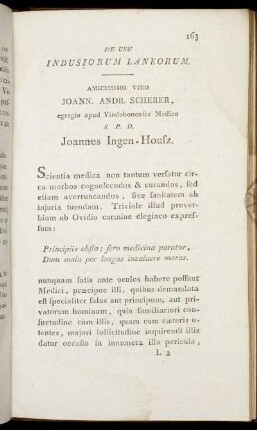 163
DE USU
INDUSIORUM LANEORUM.
AMICISSIMO VIRO
JOANN. ANDR. SCHERER,
egregio apud Vindobonenses Medico
S. P. D.
Joannes Ingen-Housz.
Scientia medica non tantum versatur cir-
ca morbos cognoscendos & curandos, sed
etiam averruncandos, sive sanitatem ab
injuria tuendam. Triviale illud prover-
bium ab Ovidio carmine elegiaco expres-
sum:
Principiis obsta; sero medicina paratur,
Dum mala per longas invaluere moras.
nunquam satis ante oculos habere possunt
Medici, præcipue illi, quibus demandata
est specialiter salus aut principum, aut pri-
vatorum hominum, quia familiariori con-
suetudine cum illis, quam cum cæteris u-
tentes, majori sollicitudine inquirendi illis
datur occasio in innumera illa pericula,
L 2